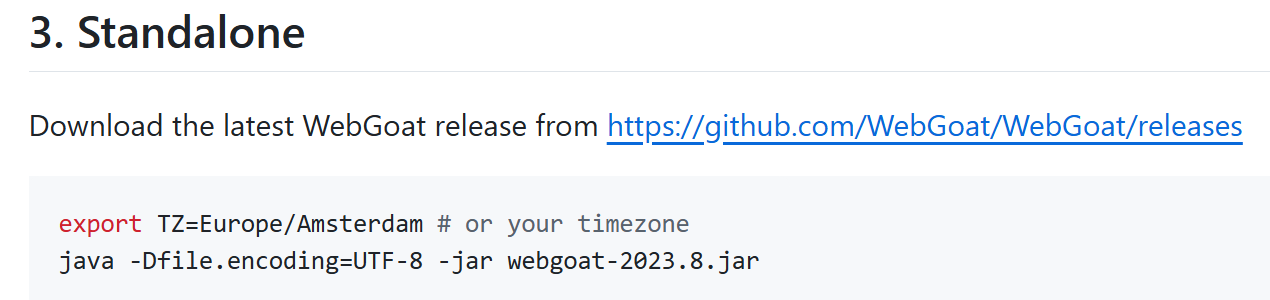 3. Standalone
Download the latest WebGoat release from https://github.com/WebGoat/WebGoat/releases
export TZ=Europe/Amsterdam # or your timezone
java -Dfile.encoding=UTF-8 -jar webgoat-2023.8.jar